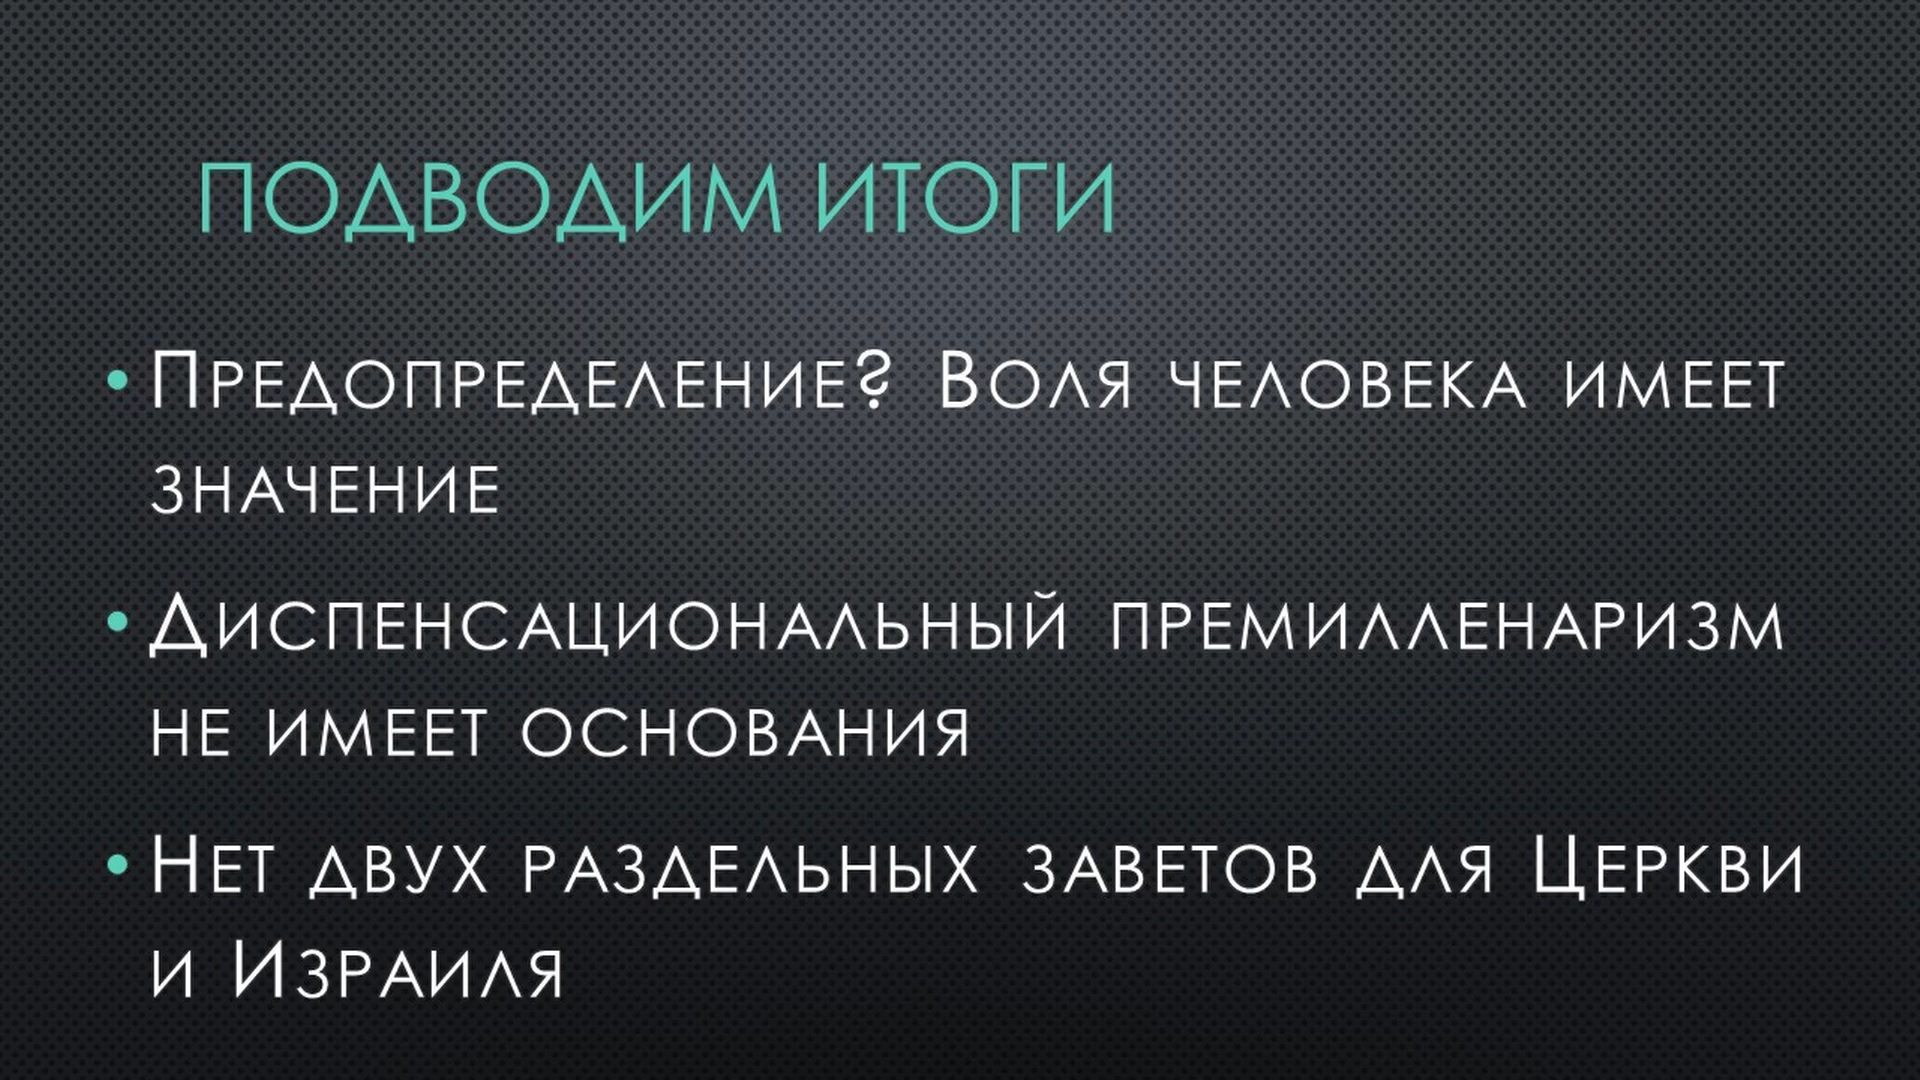 ПОДВОДИМ ИТОГИ
• Предопределение? Воля человека имеет
значение
• Диспенсациональный премилленаризм
не имеет основания
• Нет двух раздельных заветов для Церкви
и Израиля